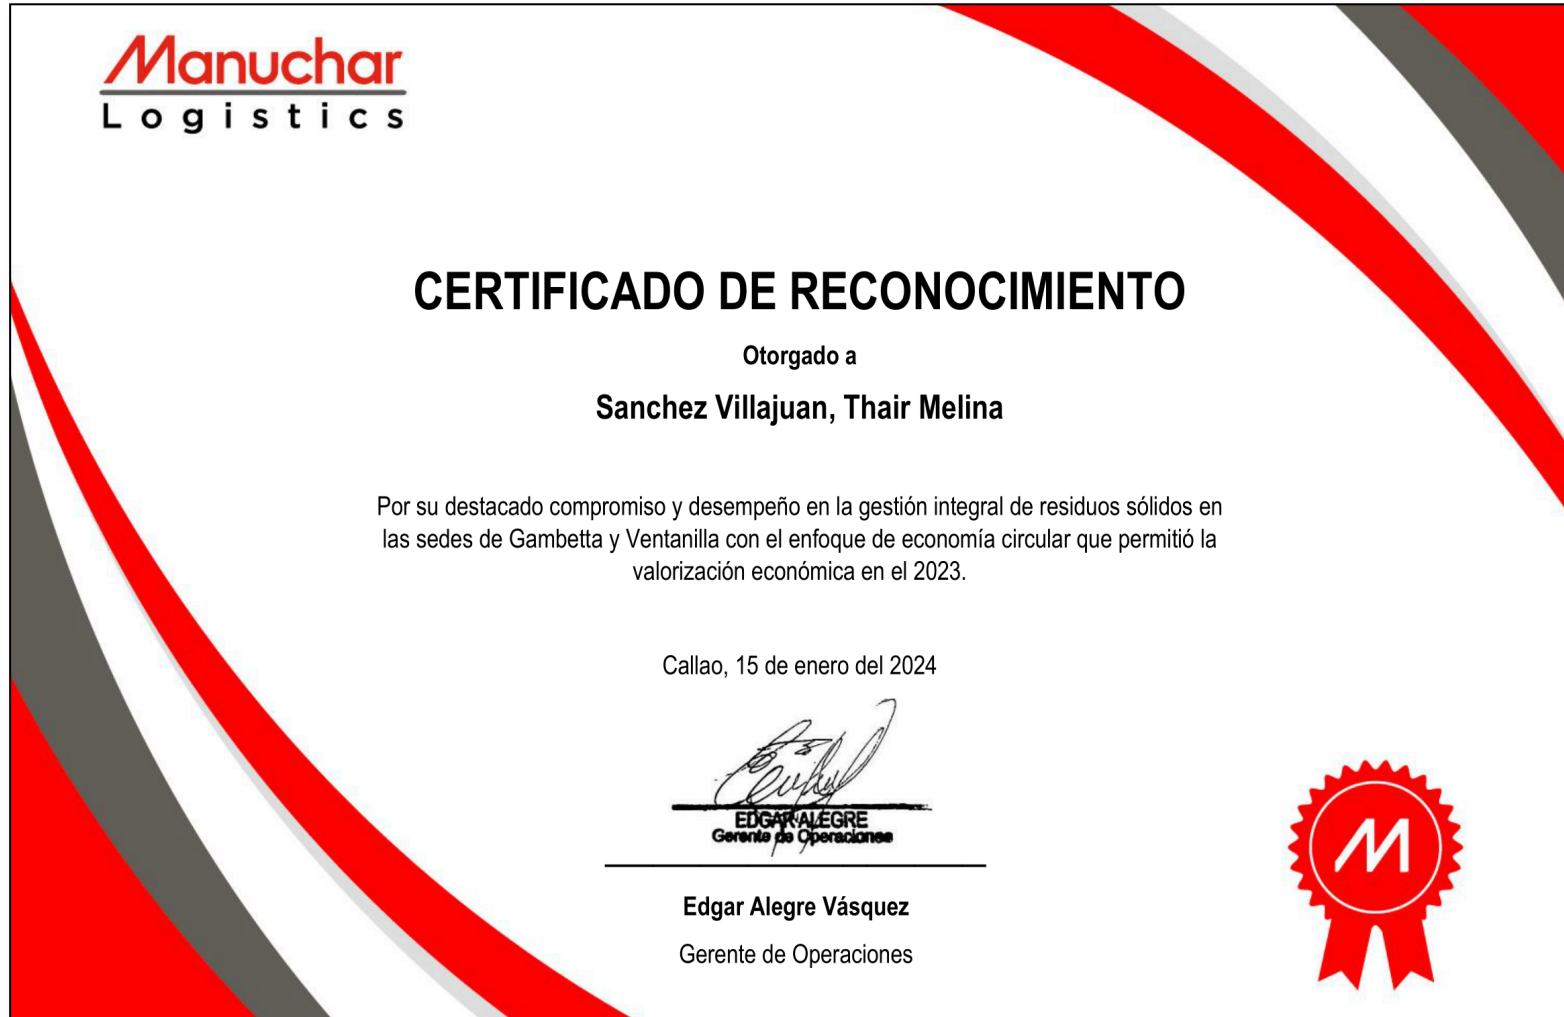 Manuchar
Logistics
CERTIFICADO DE RECONOCIMIENTO
Otorgado a
Sanchez Villajuan, Thair Melina
Por su destacado compromiso y desempeño en la gestión integral de residuos sólidos en
las sedes de Gambetta y Ventanilla con el enfoque de economía circular que permitió la
valorización económica en el 2023.
Callao, 15 de enero del 2024
EDGAR ALEGRE
Gerente de Operaciones
Edgar Alegre Vásquez
Gerente de Operaciones
M